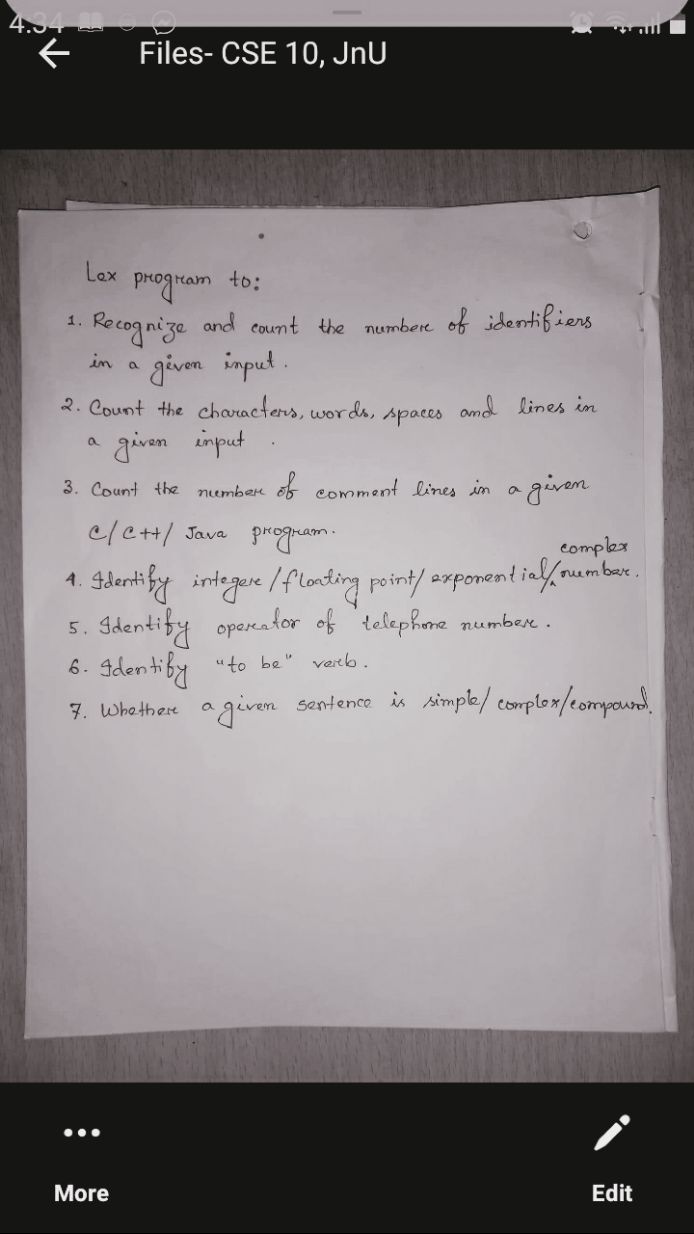 4.34
Files- CSE 10, JnU
Lex program to:
1. Recognize and count the number of identifiers
in a given input.
2. Count the characters, words, spaces and lines in
a given input.
3. Count the number of comment lines in a given
C/C++/Java program.
complex
4. Identify integer/floating point/exponential/number.
5. Identify operator of telephone number.
6. Identify "to be" verb.
7. Whether a given sentence is simple/complex/compound.
More
Edit